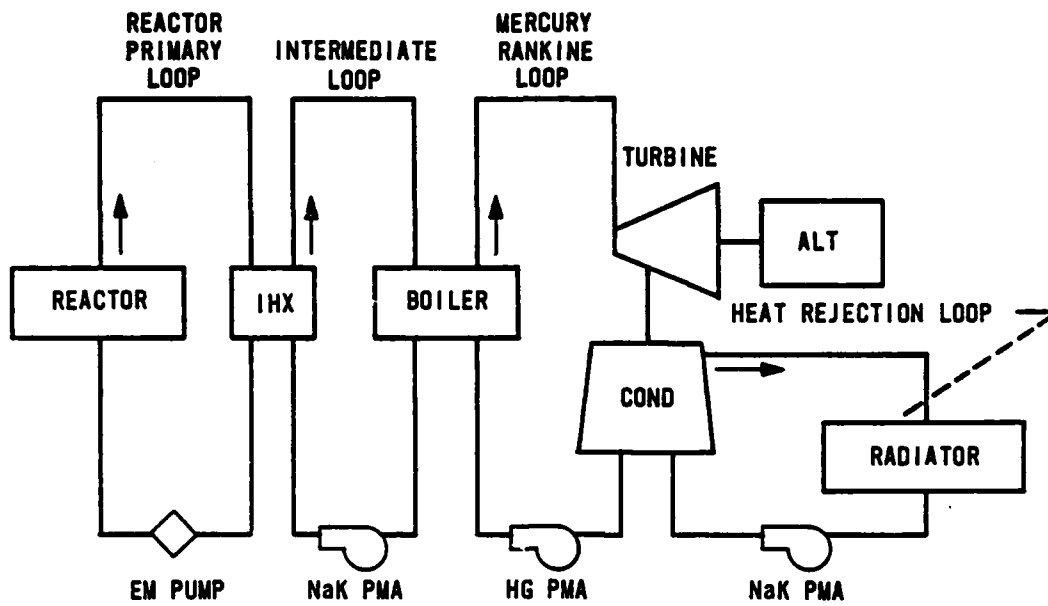 REACTOR
PRIMARY
LOOP
INTERMEDIATE
LOOP
MERCURY
RANKINE
LOOP
TURBINE
ALT
REACTOR
IHX
BOILER
HEAT REJECTION LOOP
COND
RADIATOR
EM PUMP
NaK PMA
HG PMA
NaK PMA